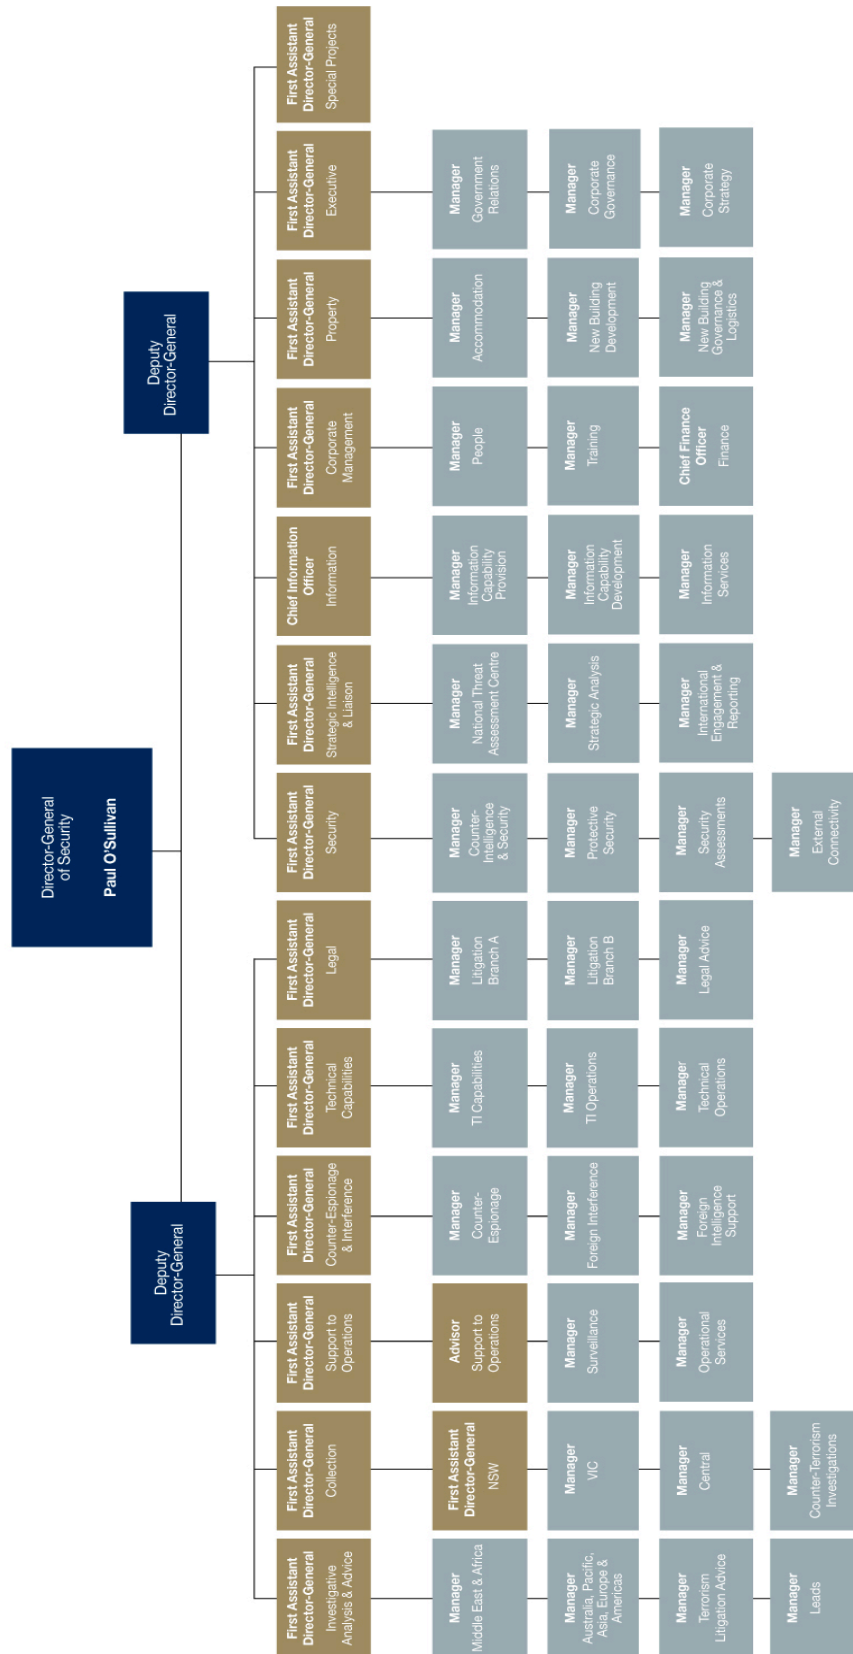 Director-General
of Security
Paul O'Sullivan
Deputy
Director-General
Deputy
Director-General
First Assistant
Director-General
Investigative
Analysis & Advice
First Assistant
Director-General
Collection
First Assistant
Director-General
Support to
Operations
First Assistant
Director-General
Counter-Espionage
& Interference
First Assistant
Director-General
Technical
Capabilities
First Assistant
Director-General
Legal
First Assistant
Director-General
Security
First Assistant
Director-General
Strategic Intelligence
& Liaison
Chief Information
Officer
Information
First Assistant
Director-General
Corporate
Management
First Assistant
Director-General
Property
First Assistant
Director-General
Executive
First Assistant
Director-General
Special Projects
Manager
Middle East & Africa
First Assistant
Director-General
NSW
Advisor
Support to
Operations
Manager
Counter-
Espionage
Manager
TI Capabilities
Manager
Litigation
Branch A
Manager
Counter-
Intelligence
& Security
Manager
National Threat
Assessment Centre
Manager
Information
Capability
Provision
Manager
People
Manager
Accommodation
Manager
Government
Relations
Manager
Australia, Pacific,
Asia, Europe &
Americas
Manager
VIC
Manager
Surveillance
Manager
Foreign Interference
Manager
TI Operations
Manager
Litigation
Branch B
Manager
Protective
Security
Manager
Strategic Analysis
Manager
Information
Capability
Development
Manager
Training
Manager
New Building
Development
Manager
Corporate
Governance
Manager
Terrorism
Litigation Advice
Manager
Central
Manager
Operational
Services
Manager
Foreign
Intelligence
Support
Manager
Technical
Operations
Manager
Legal Advice
Manager
Security
Assessments
Manager
International
Engagement &
Reporting
Manager
Information
Services
Chief Finance
Officer
Finance
Manager
New Building
Governance &
Logistics
Manager
Corporate
Strategy
Manager
Leads
Manager
Counter-Terrorism
Investigations
Manager
External
Connectivity